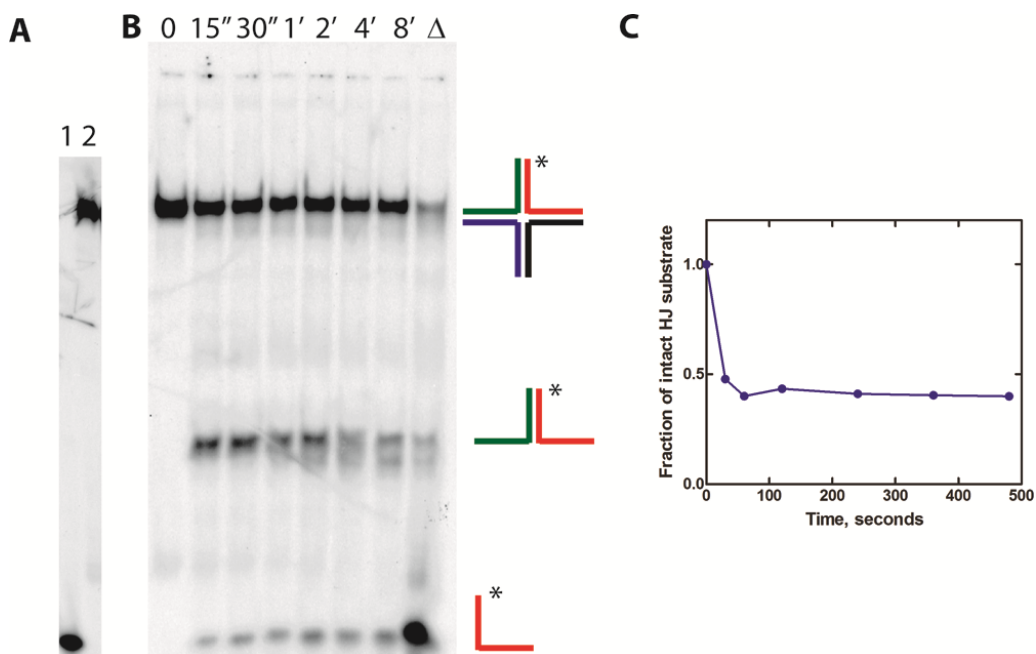 A
1 2
B
0 15” 30” 1’ 2’ 4’ 8’ Δ
*
*
*
C
Fraction of intact HJ substrate
1.0
0.5
0.0
0 100 200 300 400 500
Time, seconds